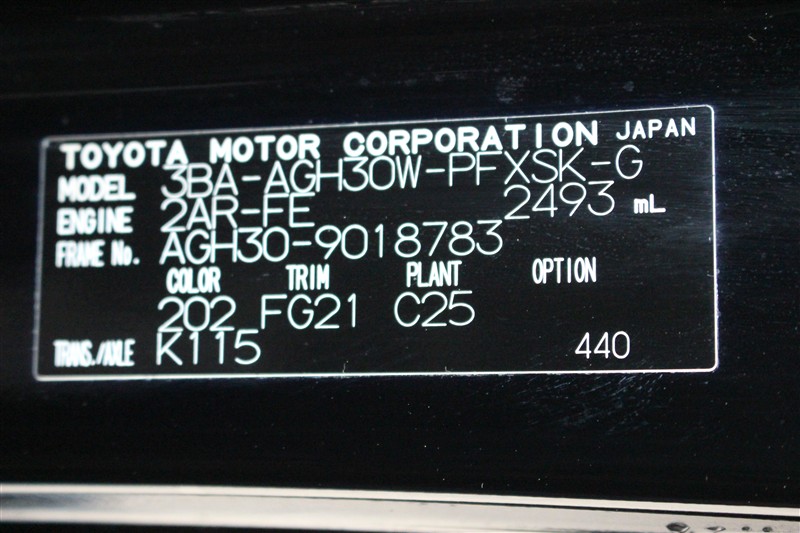 TOYOTA MOTOR CORPORATION JAPAN
MODEL 3BA-AGH30W-PFXSK-G
ENGINE 2AR-FE 2493 mL
FRAME No. AGH30-9018783
COLOR TRIM PLANT OPTION
202 FG21 C25
TRANS./AXLE K115 440